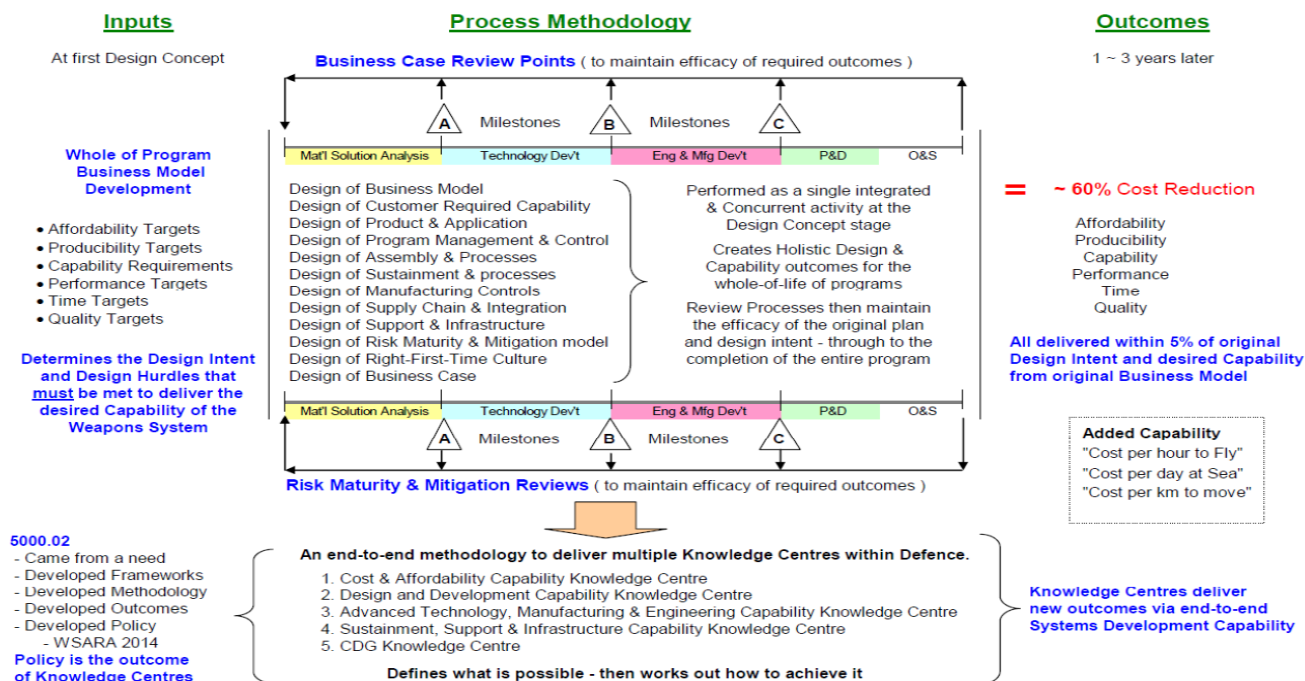 Inputs
Process Methodology
Outcomes
At first Design Concept
1 ~ 3 years later
Business Case Review Points ( to maintain efficacy of required outcomes )
A Milestones B Milestones C
Mat'l Solution Analysis Technology Dev't Eng & Mfg Dev't P&D O&S
Whole of Program
Business Model
Development
• Affordability Targets
• Producibility Targets
• Capability Requirements
• Performance Targets
• Time Targets
• Quality Targets
Determines the Design Intent
and Design Hurdles that
must be met to deliver the
desired Capability of the
Weapons System
Design of Business Model
Design of Customer Required Capability
Design of Product & Application
Design of Program Management & Control
Design of Assembly & Processes
Design of Sustainment & processes
Design of Manufacturing Controls
Design of Supply Chain & Integration
Design of Support & Infrastructure
Design of Risk Maturity & Mitigation model
Design of Right-First-Time Culture
Design of Business Case
Performed as a single integrated
& Concurrent activity at the
Design Concept stage
Creates Holistic Design &
Capability outcomes for the
whole-of-life of programs
Review Processes then maintain
the efficacy of the original plan
and design intent - through to the
completion of the entire program
= ~ 60% Cost Reduction
Affordability
Producibility
Capability
Performance
Time
Quality
All delivered within 5% of original
Design Intent and desired Capability
from original Business Model
Mat'l Solution Analysis Technology Dev't Eng & Mfg Dev't P&D O&S
A Milestones B Milestones C
Risk Maturity & Mitigation Reviews ( to maintain efficacy of required outcomes )
Added Capability
"Cost per hour to Fly"
"Cost per day at Sea"
"Cost per km to move"
5000.02
- Came from a need
- Developed Frameworks
- Developed Methodology
- Developed Outcomes
- Developed Policy
- WSARA 2014
Policy is the outcome
of Knowledge Centres
An end-to-end methodology to deliver multiple Knowledge Centres within Defence.
1. Cost & Affordability Capability Knowledge Centre
2. Design and Development Capability Knowledge Centre
3. Advanced Technology, Manufacturing & Engineering Capability Knowledge Centre
4. Sustainment, Support & Infrastructure Capability Knowledge Centre
5. CDG Knowledge Centre
Defines what is possible - then works out how to achieve it
Knowledge Centres deliver
new outcomes via end-to-end
Systems Development Capability